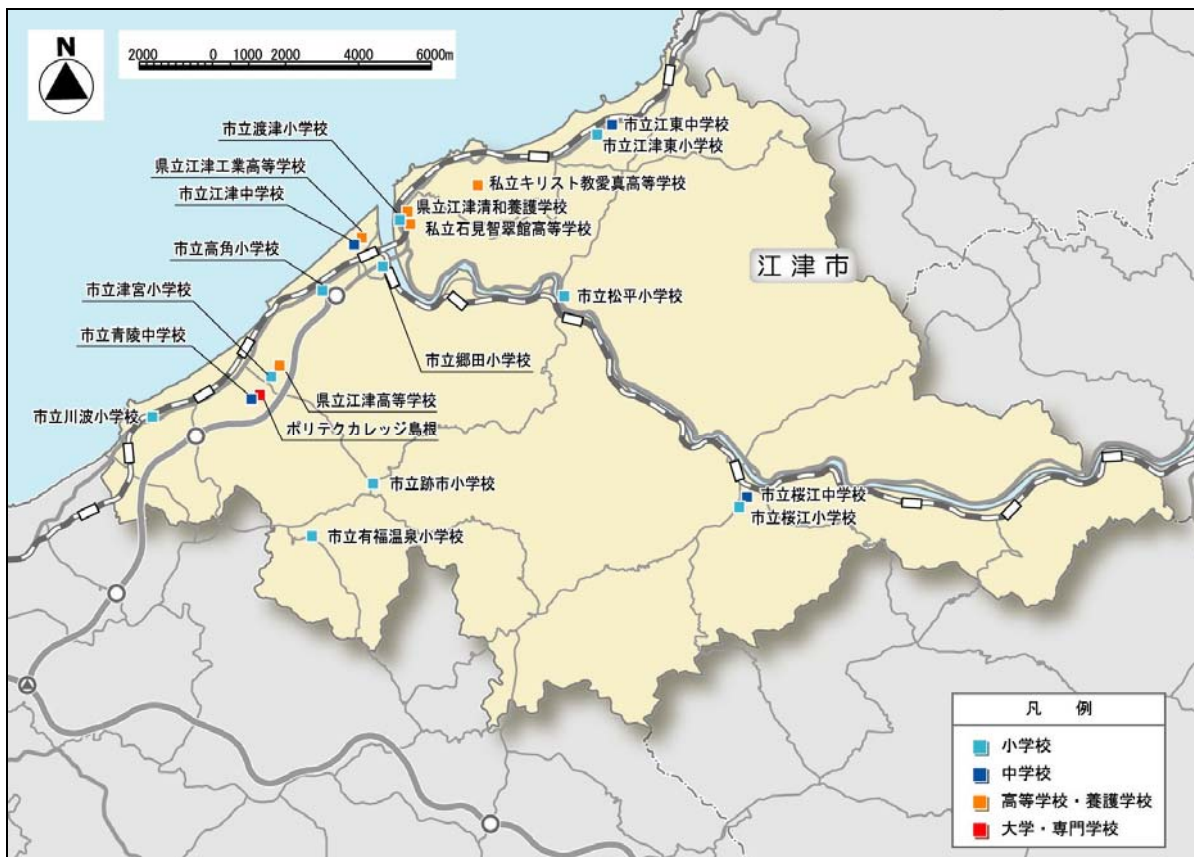 N
2000 0 1000 2000 4000 6000m
市立渡津小学校
県立江津工業高等学校
市立江津中学校
市立高角小学校
市立津宮小学校
市立青陵中学校
市立川波小学校
市立江東中学校
市立江津東小学校
私立キリスト教愛真高等学校
県立江津清和養護学校
私立石見智翠館高等学校
江津市
市立松平小学校
市立郷田小学校
県立江津高等学校
ポリテクカレッジ島根
市立跡市小学校
市立有福温泉小学校
市立桜江中学校
市立桜江小学校
凡 例
小学校
中学校
高等学校・養護学校
大学・専門学校